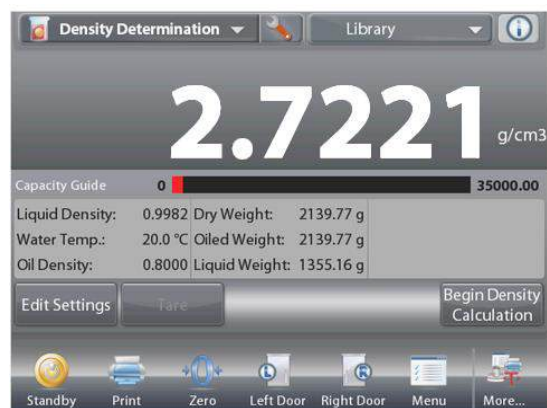 Density Determination
Library
2.7221 g/cm3
Capacity Guide 0 35000.00
Liquid Density: 0.9982 Dry Weight: 2139.77 g
Water Temp.: 20.0 °C Oiled Weight: 2139.77 g
Oil Density: 0.8000 Liquid Weight: 1355.16 g
Edit Settings
Tare
Begin Density
Calculation
L
R
Standby Print Zero Left Door Right Door Menu More...